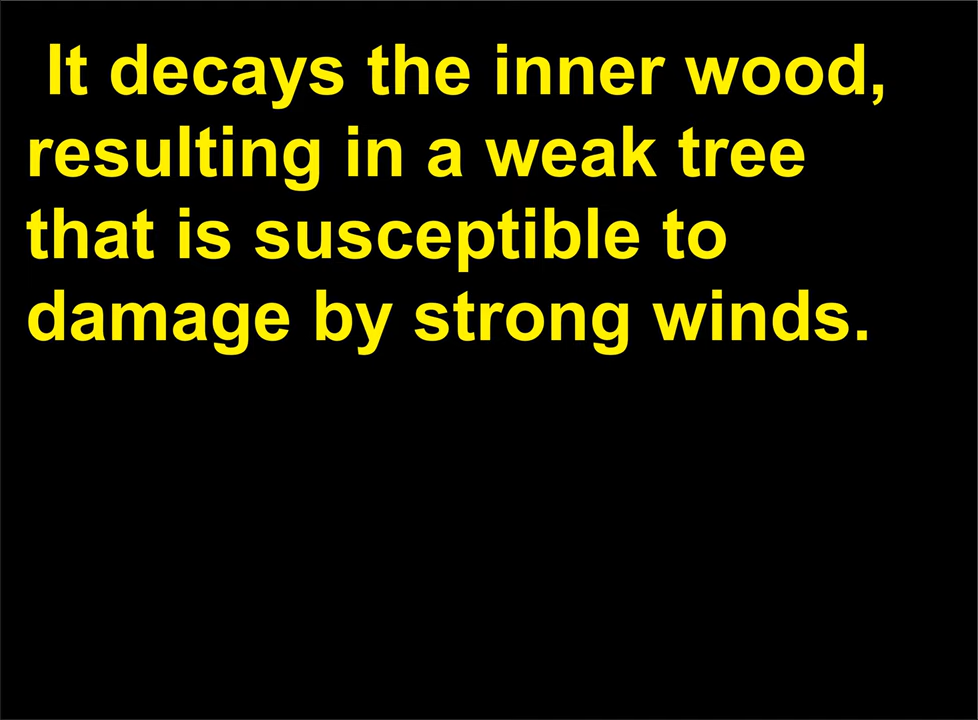 It decays the inner wood,
resulting in a weak tree
that is susceptible to
damage by strong winds.